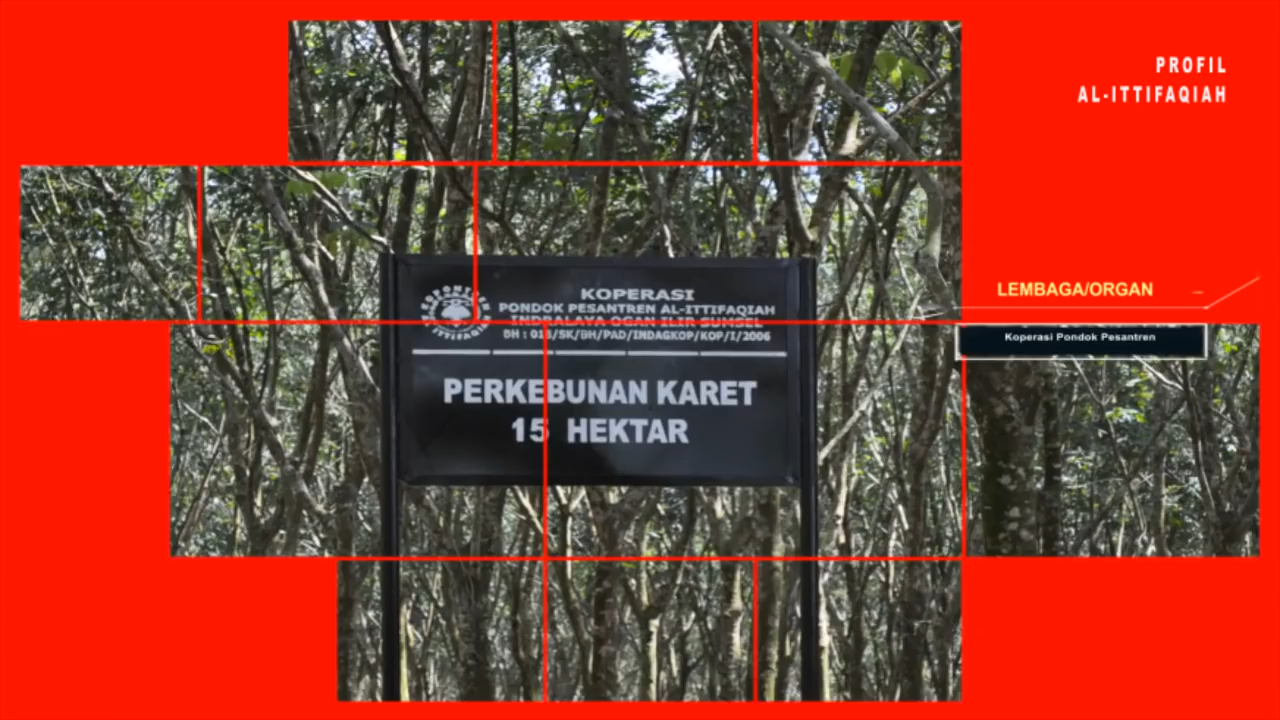 PROFIL
AL-ITTIFAQIAH
KOPERASI
PONDOK PESANTREN AL-ITTIFAQIAH
INDRALAYA OGAN ILIR SUMSEL
PERKEBUNAN KARET
15 HEKTAR
LEMBAGA/ORGAN
Koperasi Pondok Pesantren